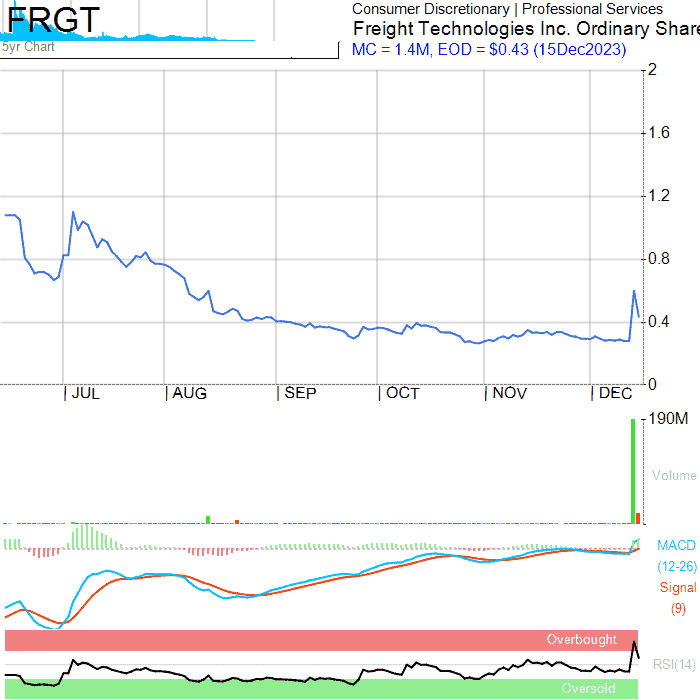 FRGT
5yr Chart
Consumer Discretionary | Professional Services
Freight Technologies Inc. Ordinary Share
MC = 1.4M, EOD = $0.43 (15Dec2023)
2
1.6
1.2
0.8
0.4
0
JUL
AUG
SEP
OCT
NOV
DEC
190M
Volume
MACD
(12-26)
Signal
(9)
Overbought
RSI(14)
Oversold